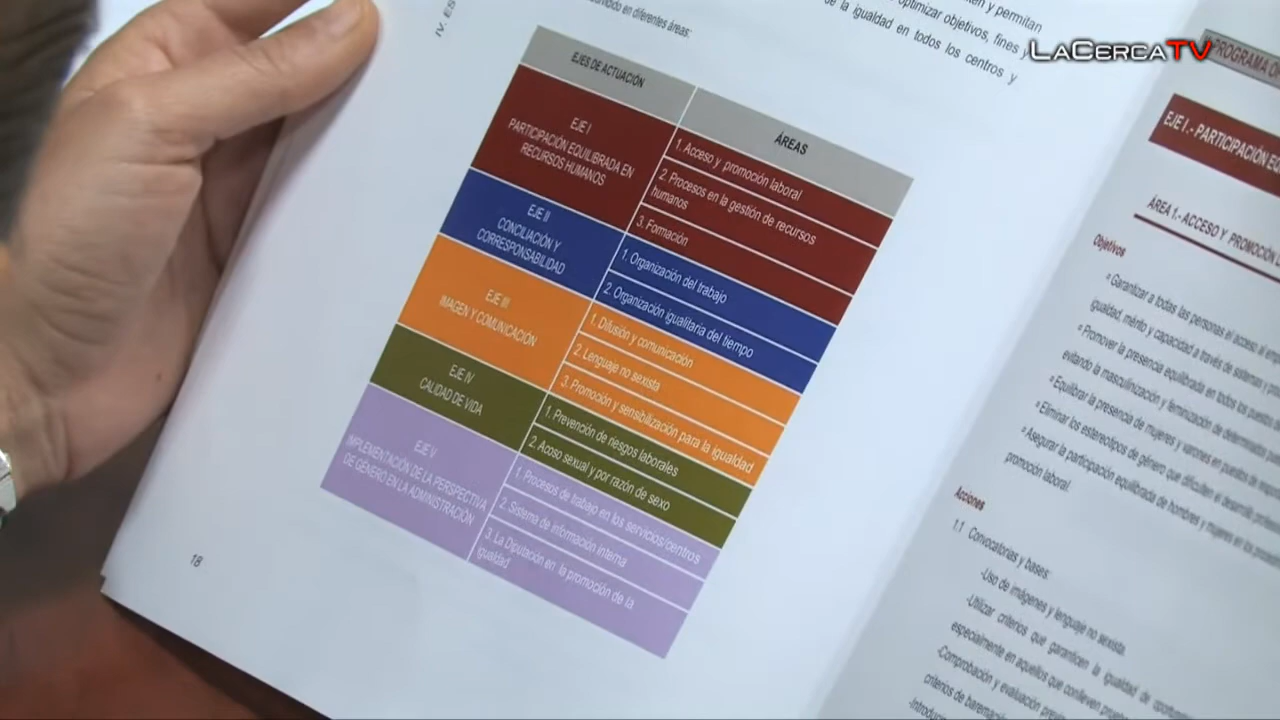 LACERCATV
IV. ES
en y permitan
optimizar objetivos, fines y
de la igualdad en todos los centros y
en diferentes áreas:
EJES DE ACTUACIÓN
ÁREAS
EJE I
PARTICIPACIÓN EQUILIBRADA EN
RECURSOS HUMANOS
1. Acceso y promoción laboral
2. Procesos en la gestión de recursos
humanos
3. Formación
EJE II
CONCILIACIÓN Y
CORRESPONSABILIDAD
1. Organización del trabajo
2. Organización igualitaria del tiempo
EJE III
IMAGEN Y COMUNICACIÓN
1. Difusión y comunicación
2. Lenguaje no sexista
3. Promoción y sensibilización para la igualdad
EJE IV
CALIDAD DE VIDA
1. Prevención de riesgos laborales
2. Acoso sexual y por razón de sexo
EJE V
IMPLEMENTACIÓN DE LA PERSPECTIVA
DE GÉNERO EN LA ADMINISTRACIÓN
1. Procesos de trabajo en los servicios/centros
2. Sistema de información interna
3. La Diputación en la promoción de la
igualdad
18
PROGRAMA
EJE I.- PARTICIPACIÓN
ÁREA 1.- ACCESO Y PROMOCIÓN
Objetivos
Garantizar a todas las personas el acceso al
igualdad, mérito y capacidad a través de sistemas y
Promover la presencia equilibrada en todos los
evitando la masculinización y feminización de determinados
Equilibrar la presencia de mujeres y varones en puestos de
Eliminar los estereotipos de género que dificulten el desarrollo
Asegurar la participación equilibrada de hombres y mujeres en los
promoción laboral.
Acciones
1.1 Convocatorias y bases:
-Uso de imágenes y lenguaje no sexista.
-Utilizar criterios que garanticen la igualdad de
especialmente en aquellos que conlleven
-Comprobación y evaluación
criterios de